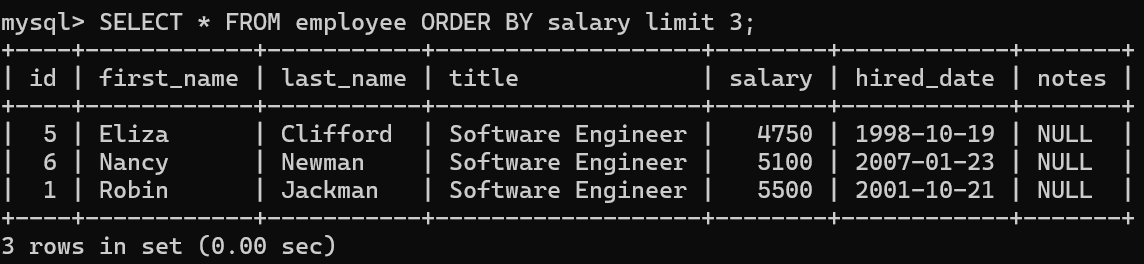 mysql> SELECT * FROM employee ORDER BY salary limit 3;
+----+------------+-----------+-------------------+--------+------------+-------+
| id | first_name | last_name | title             | salary | hired_date | notes |
+----+------------+-----------+-------------------+--------+------------+-------+
|  5 | Eliza      | Clifford  | Software Engineer |   4750 | 1998-10-19 | NULL  |
|  6 | Nancy      | Newman    | Software Engineer |   5100 | 2007-01-23 | NULL  |
|  1 | Robin      | Jackman   | Software Engineer |   5500 | 2001-10-21 | NULL  |
+----+------------+-----------+-------------------+--------+------------+-------+
3 rows in set (0.00 sec)